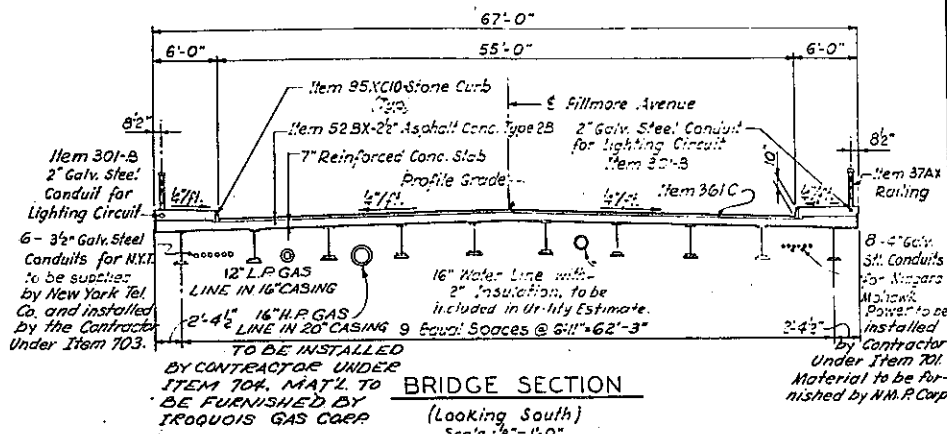 67'-0"
6'-0"
55'-0"
6'-0"
Item 95XC10-Stone Curb
(Typ)
℄ Fillmore Avenue
8½"
Item 52BX-2½" Asphalt Conc. Type 2B
2" Galv. Steel Conduit
for Lighting Circuit
Item 301-B
8½"
Item 301-B
2" Galv. Steel
Conduit for
Lighting Circuit
7" Reinforced Conc. Slab
Profile Grade
10"
Item 37AX
Railing
Item 36IC
6 - 3½" Galv. Steel
Conduits for N.Y.T.
to be supplied
by New York Tel.
Co. and installed
by the Contractor
Under Item 703.
12" L.P. GAS
LINE IN 16" CASING
16" H.P. GAS
LINE IN 20" CASING
16" Water Line with
2" Insulation, to be
included in Utility Estimate.
8 - 4" Galv.
Stl. Conduits
for Niagara
Mohawk
Power to be
installed
by Contractor
Under Item 701.
Material to be fur-
nished by N.M.P. Corp.
2'-4½"
9 Equal Spaces @ 6'-11" = 62'-3"
2'-4½"
TO BE INSTALLED
BY CONTRACTOR UNDER
ITEM 704. MAT'L. TO
BE FURNISHED BY
IROQUOIS GAS CORP.
BRIDGE SECTION
(Looking South)
Scale: ⅛" = 1'-0"